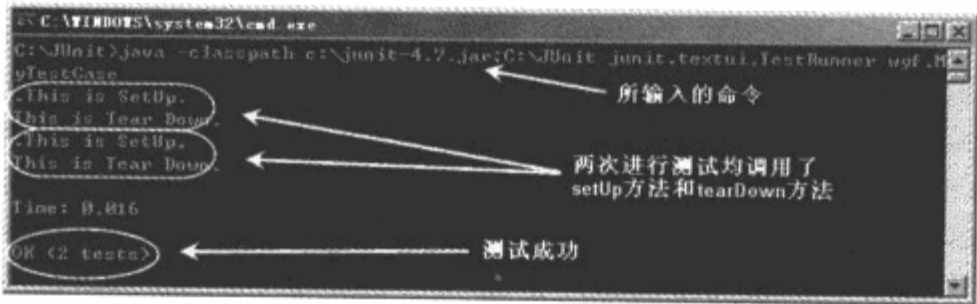 C:\WINDOWS\system32\cmd.exe
C:\JUnit>java -classpath c:\junit-4.7.jar;C:\JUnit junit.textui.TestRunner wyf.M
yTestCase
.This is SetUp.
This is Tear Down.
.This is SetUp.
This is Tear Down.
Time: 0.016
OK (2 tests)
所输入的命令
两次进行测试均调用了
setUp方法和tearDown方法
测试成功